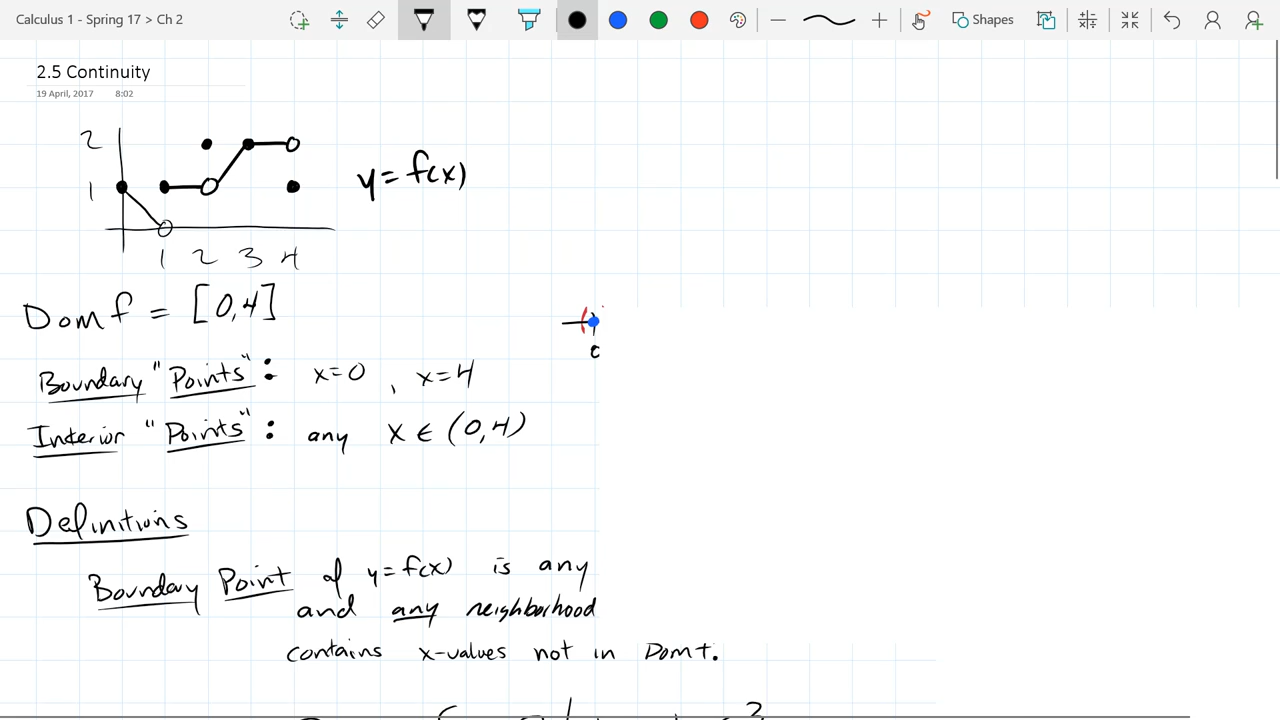 Calculus 1 - Spring 17 > Ch 2
Shapes
2.5 Continuity
19 April, 2017 8:02
2
1
y = f(x)
1 2 3 4
Dom f = [0,4]
Boundary "Points": x=0, x=4
Interior "Points": any x ∈ (0,4)
Definitions
Boundary Point of y=f(x) is any
and any neighborhood
contains x-values not in Dom f.